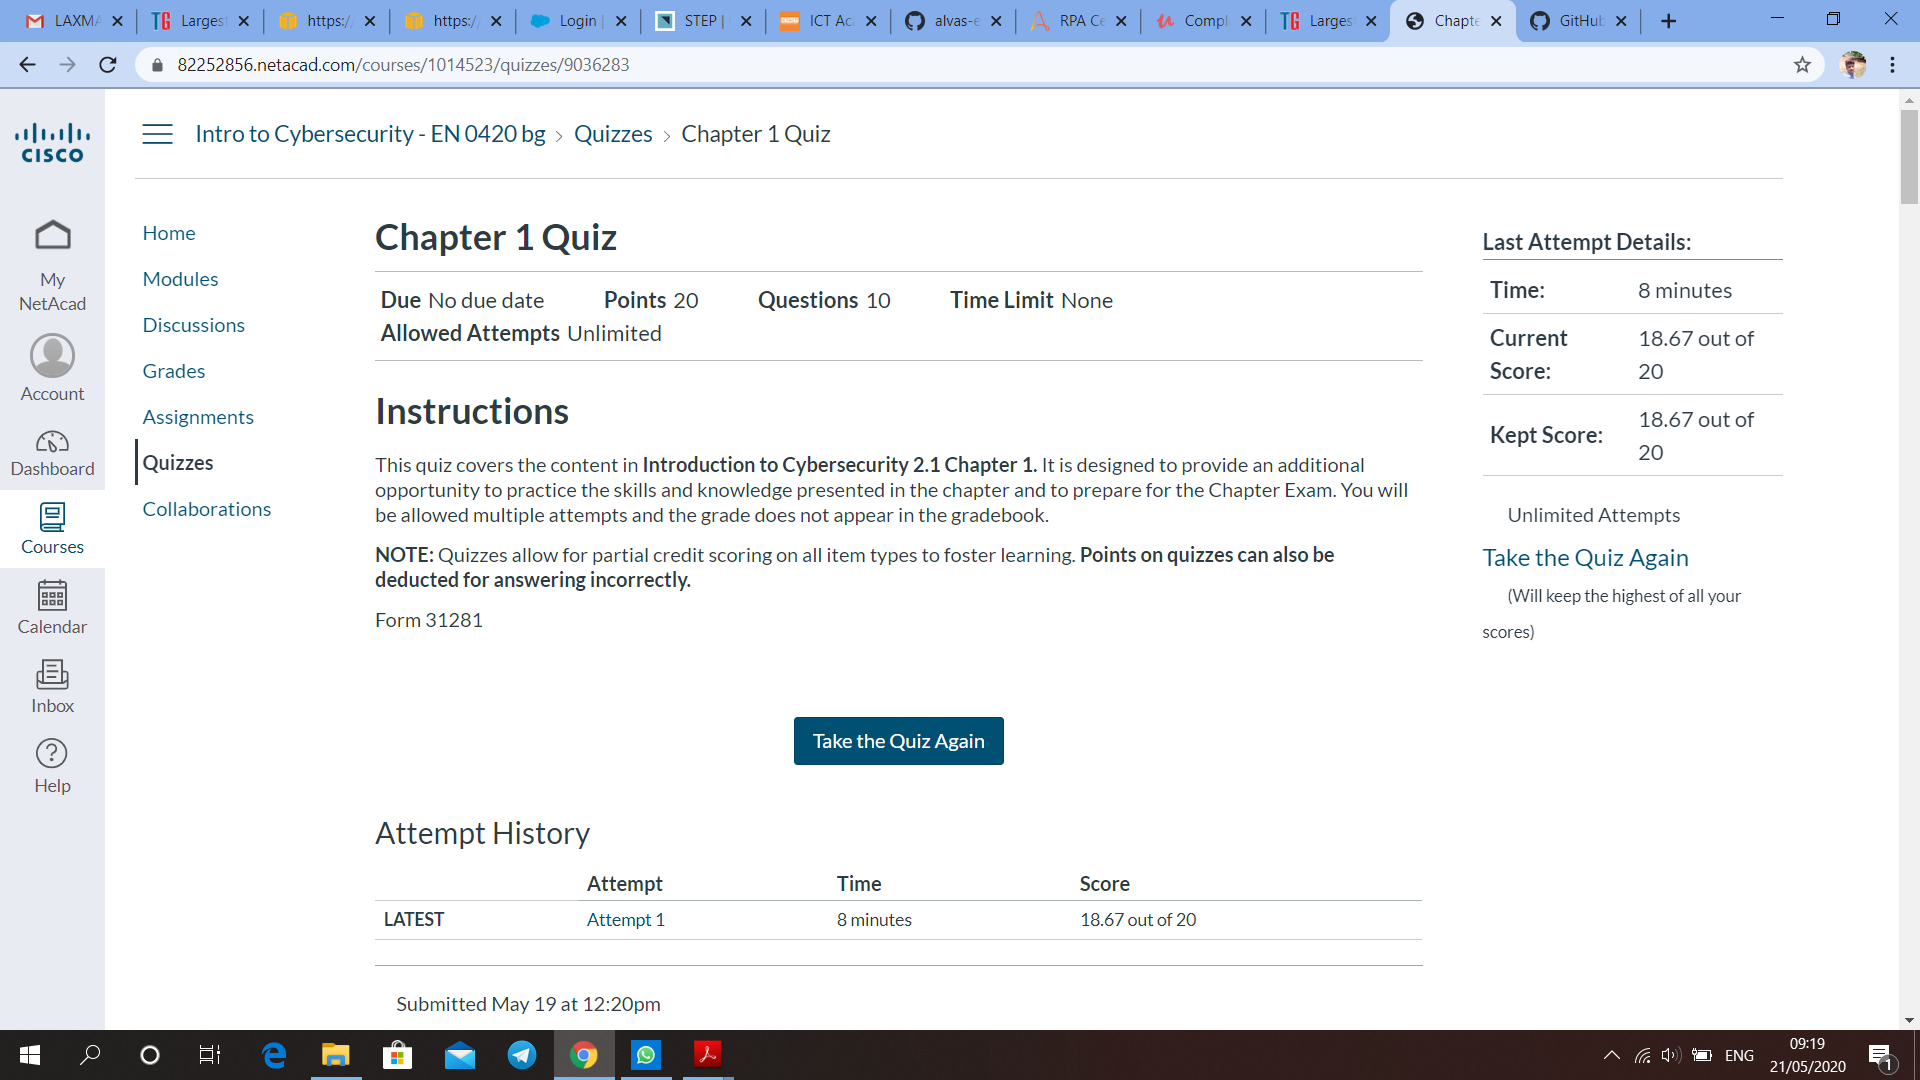 LAXMA
Largest
https:/
https:/
Login |
STEP |
ICT Aca
alvas-e
RPA Ce
Compl
Largest
Chapte
GitHub
82252856.netacad.com/courses/1014523/quizzes/9036283
CISCO
Intro to Cybersecurity - EN 0420 bg › Quizzes › Chapter 1 Quiz
My
NetAcad
Account
Dashboard
Courses
Calendar
Inbox
Help
Home
Modules
Discussions
Grades
Assignments
Quizzes
Collaborations
Chapter 1 Quiz
Due No due date Points 20 Questions 10 Time Limit None
Allowed Attempts Unlimited
Instructions
This quiz covers the content in Introduction to Cybersecurity 2.1 Chapter 1. It is designed to provide an additional
opportunity to practice the skills and knowledge presented in the chapter and to prepare for the Chapter Exam. You will
be allowed multiple attempts and the grade does not appear in the gradebook.
NOTE: Quizzes allow for partial credit scoring on all item types to foster learning. Points on quizzes can also be
deducted for answering incorrectly.
Form 31281
Take the Quiz Again
Attempt History
Attempt Time Score
LATEST Attempt 1 8 minutes 18.67 out of 20
Submitted May 19 at 12:20pm
Last Attempt Details:
Time: 8 minutes
Current
Score:
18.67 out of
20
Kept Score:
18.67 out of
20
Unlimited Attempts
Take the Quiz Again
(Will keep the highest of all your
scores)
ENG
09:19
21/05/2020
1